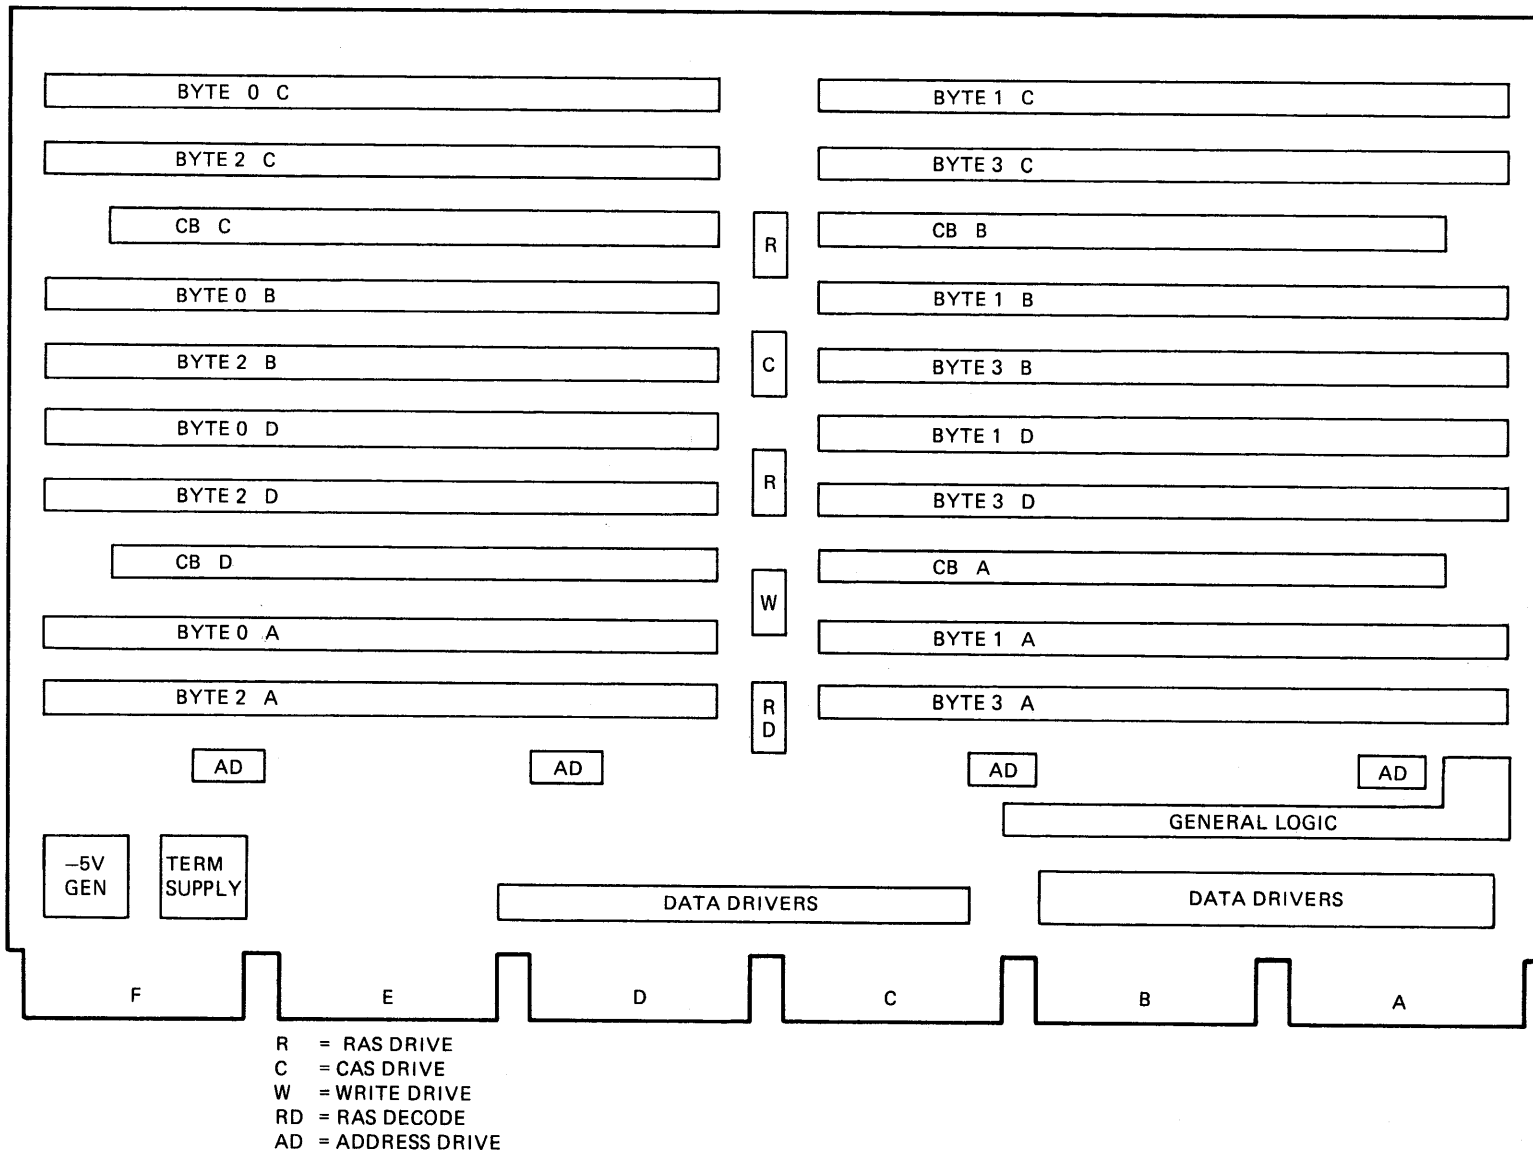 BYTE 0 C
BYTE 1 C
BYTE 2 C
BYTE 3 C
CB C
R
CB B
BYTE 0 B
BYTE 1 B
BYTE 2 B
C
BYTE 3 B
BYTE 0 D
BYTE 1 D
BYTE 2 D
R
BYTE 3 D
CB D
CB A
W
BYTE 0 A
BYTE 1 A
BYTE 2 A
R
D
BYTE 3 A
AD
AD
AD
AD
GENERAL LOGIC
–5V
GEN
TERM
SUPPLY
DATA DRIVERS
DATA DRIVERS
F
E
D
C
B
A
R = RAS DRIVE
C = CAS DRIVE
W = WRITE DRIVE
RD = RAS DECODE
AD = ADDRESS DRIVE